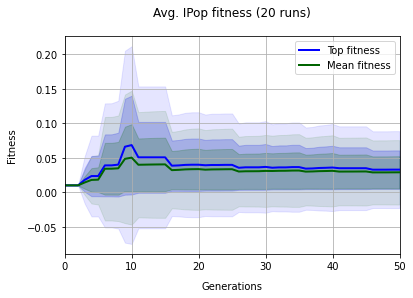 Avg. IPop fitness (20 runs)
Top fitness
Mean fitness
0.20
0.15
0.10
0.05
0.00
−0.05
Fitness
0 10 20 30 40 50
Generations